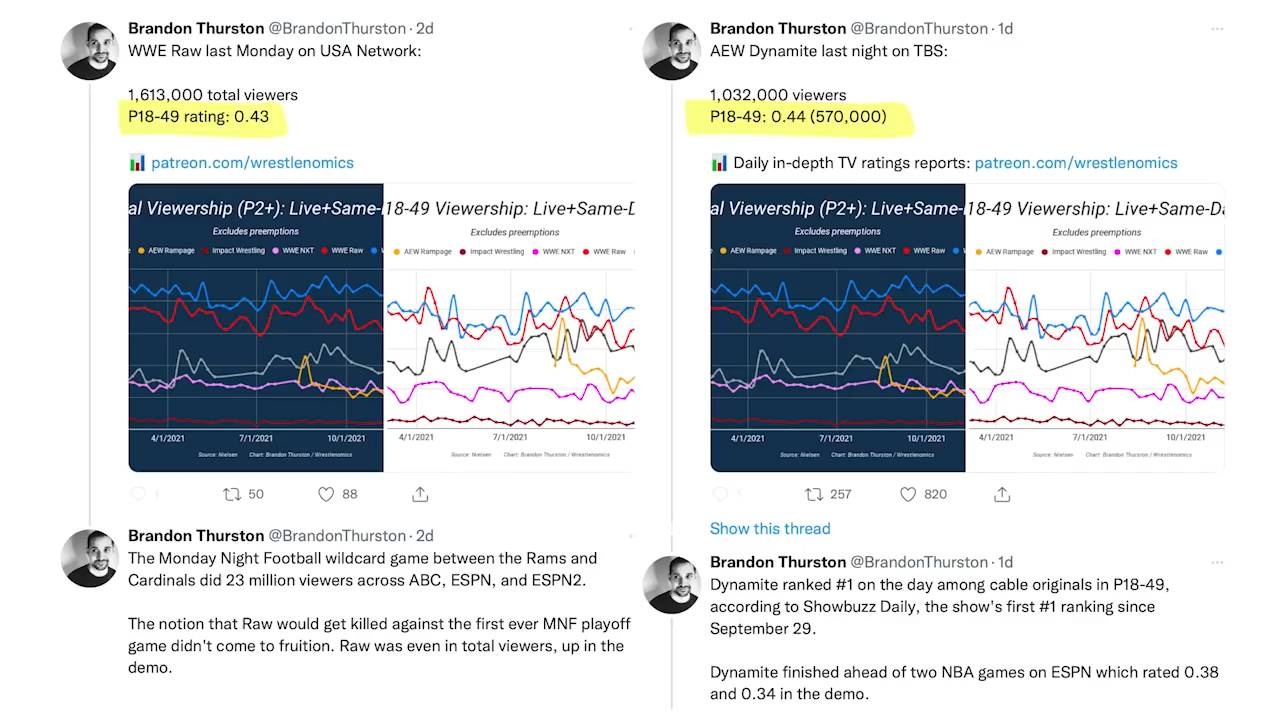 Brandon Thurston @BrandonThurston · 2d
WWE Raw last Monday on USA Network:
1,613,000 total viewers
P18-49 rating: 0.43
patreon.com/wrestlenomics
al Viewership (P2+): Live+Same-
Excludes preemptions
AEW Rampage Impact Wrestling WWE NXT WWE Raw W
4/1/2021 7/1/2021 10/1/2021
Source: Nielsen Chart: Brandon Thurston / Wrestlenomics
18-49 Viewership: Live+Same-D
Excludes preemptions
AEW Rampage Impact Wrestling WWE NXT WWE Raw
4/1/2021 7/1/2021 10/1/2021
Source: Nielsen Chart: Brandon Thurston / Wrestlenomics
1 50 88
Brandon Thurston @BrandonThurston · 2d
The Monday Night Football wildcard game between the Rams and
Cardinals did 23 million viewers across ABC, ESPN, and ESPN2.
The notion that Raw would get killed against the first ever MNF playoff
game didn't come to fruition. Raw was even in total viewers, up in the
demo.
Brandon Thurston @BrandonThurston · 1d
AEW Dynamite last night on TBS:
1,032,000 viewers
P18-49: 0.44 (570,000)
Daily in-depth TV ratings reports: patreon.com/wrestlenomics
al Viewership (P2+): Live+Same-
Excludes preemptions
AEW Rampage Impact Wrestling WWE NXT WWE Raw W
4/1/2021 7/1/2021 10/1/2021
Source: Nielsen Chart: Brandon Thurston / Wrestlenomics
18-49 Viewership: Live+Same-Da
Excludes preemptions
AEW Rampage Impact Wrestling WWE NXT WWE Raw
4/1/2021 7/1/2021 10/1/2021
Source: Nielsen Chart: Brandon Thurston / Wrestlenomics
1 257 820
Show this thread
Brandon Thurston @BrandonThurston · 1d
Dynamite ranked #1 on the day among cable originals in P18-49,
according to Showbuzz Daily, the show's first #1 ranking since
September 29.
Dynamite finished ahead of two NBA games on ESPN which rated 0.38
and 0.34 in the demo.